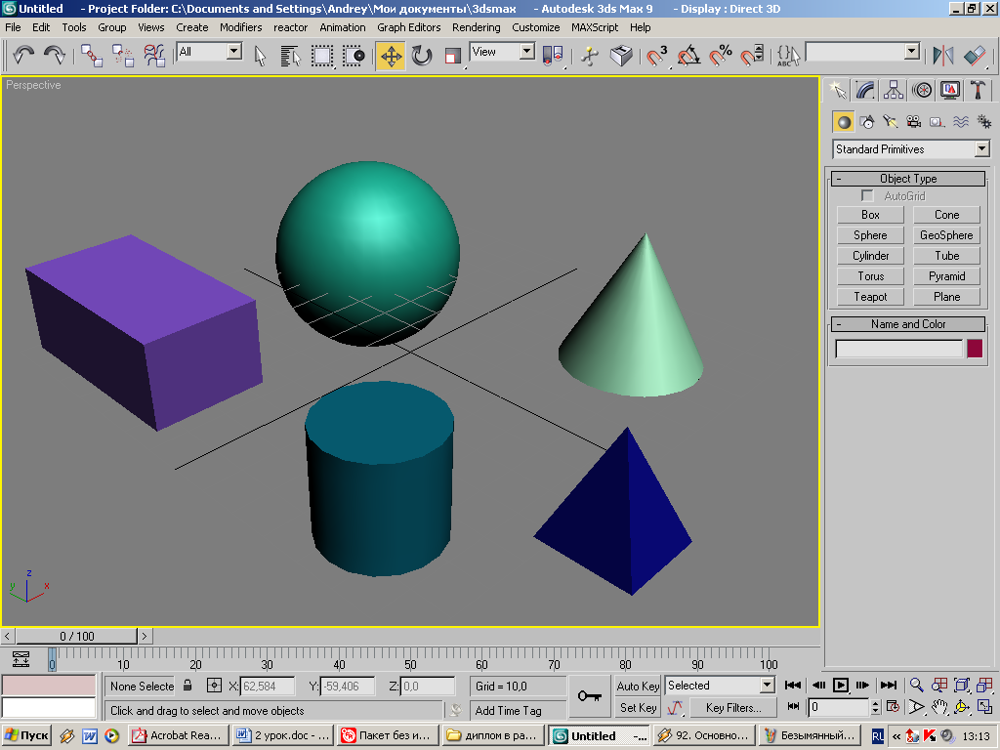 Untitled - Project Folder: C:\Documents and Settings\Andrey\Мои документы\3dsmax - Autodesk 3ds Max 9 - Display : Direct 3D
File Edit Tools Group Views Create Modifiers reactor Animation Graph Editors Rendering Customize MAXScript Help
All View 3 % ABC
Perspective
Standard Primitives
- Object Type
AutoGrid
Box Cone
Sphere GeoSphere
Cylinder Tube
Torus Pyramid
Teapot Plane
- Name and Color
z
y x
< 0 / 100 >
0 10 20 30 40 50 60 70 80 90 100
None Selecte X: 62,584 Y: -59,406 Z: 0,0 Grid = 10,0 Auto Key Selected
Click and drag to select and move objects Add Time Tag Set Key Key Filters... 0
Пуск Acrobat Rea... 2 урок.doc - ... Пакет без и... диплом в ра... Untitled -... 92. Основно... Безымянный... RU « 13:13